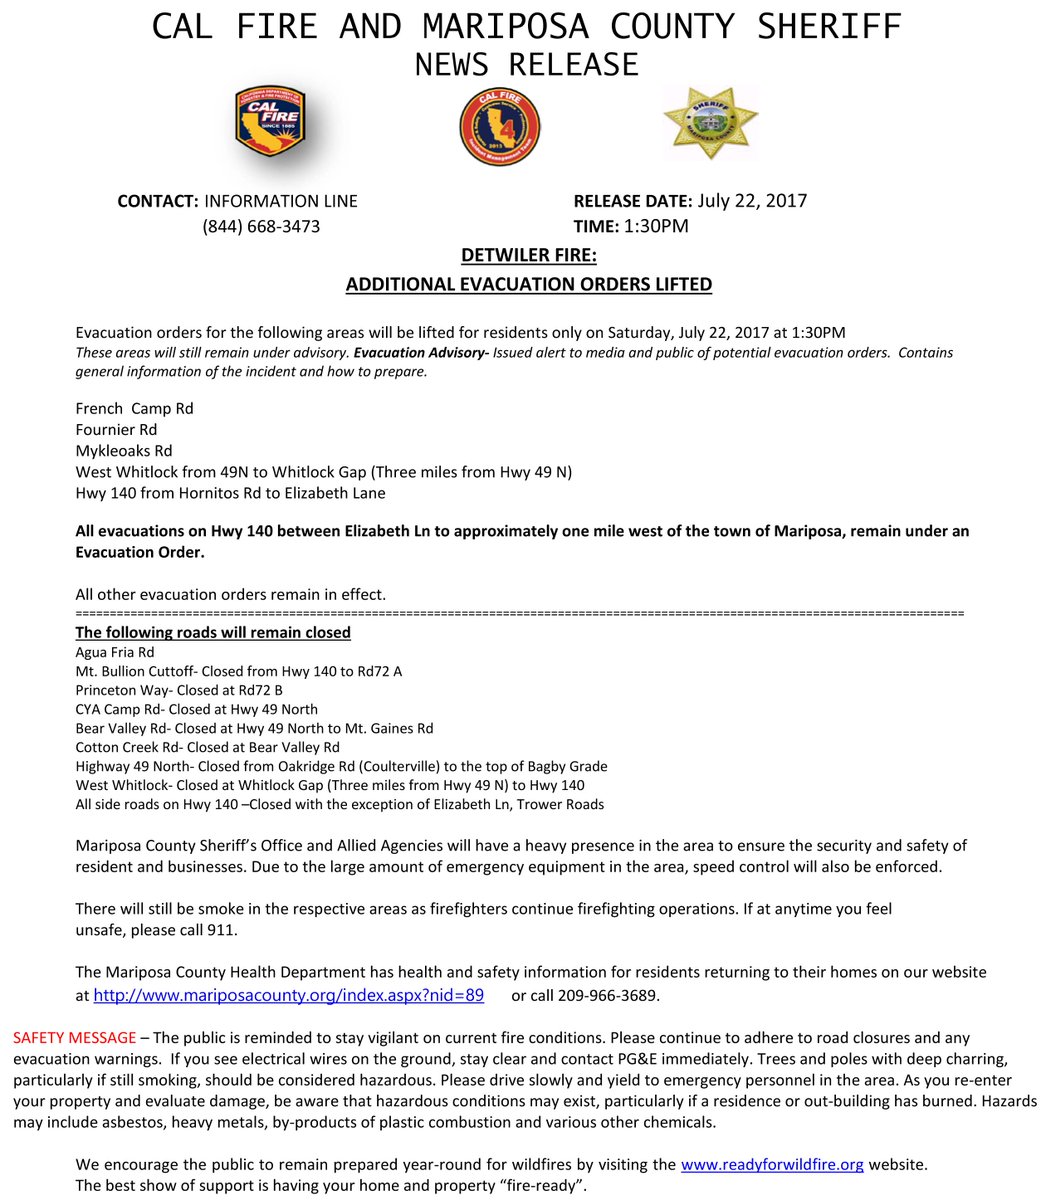 CAL FIRE AND MARIPOSA COUNTY SHERIFF
NEWS RELEASE
CALIFORNIA DEPARTMENT OF
FORESTRY & FIRE PROTECTION
CAL
FIRE
SINCE 1885
CAL FIRE
4
2013
Incident Management Team
SHERIFF
MARIPOSA COUNTY
CONTACT: INFORMATION LINE
(844) 668-3473
RELEASE DATE: July 22, 2017
TIME: 1:30PM
DETWILER FIRE:
ADDITIONAL EVACUATION ORDERS LIFTED
Evacuation orders for the following areas will be lifted for residents only on Saturday, July 22, 2017 at 1:30PM
These areas will still remain under advisory. Evacuation Advisory- Issued alert to media and public of potential evacuation orders.  Contains
general information of the incident and how to prepare.
French  Camp Rd
Fournier Rd
Mykleoaks Rd
West Whitlock from 49N to Whitlock Gap (Three miles from Hwy 49 N)
Hwy 140 from Hornitos Rd to Elizabeth Lane
All evacuations on Hwy 140 between Elizabeth Ln to approximately one mile west of the town of Mariposa, remain under an
Evacuation Order.
All other evacuation orders remain in effect.
The following roads will remain closed
Agua Fria Rd
Mt. Bullion Cuttoff- Closed from Hwy 140 to Rd72 A
Princeton Way- Closed at Rd72 B
CYA Camp Rd- Closed at Hwy 49 North
Bear Valley Rd- Closed at Hwy 49 North to Mt. Gaines Rd
Cotton Creek Rd- Closed at Bear Valley Rd
Highway 49 North- Closed from Oakridge Rd (Coulterville) to the top of Bagby Grade
West Whitlock- Closed at Whitlock Gap (Three miles from Hwy 49 N) to Hwy 140
All side roads on Hwy 140 –Closed with the exception of Elizabeth Ln, Trower Roads
Mariposa County Sheriff’s Office and Allied Agencies will have a heavy presence in the area to ensure the security and safety of
resident and businesses. Due to the large amount of emergency equipment in the area, speed control will also be enforced.
There will still be smoke in the respective areas as firefighters continue firefighting operations. If at anytime you feel
unsafe, please call 911.
The Mariposa County Health Department has health and safety information for residents returning to their homes on our website
at http://www.mariposacounty.org/index.aspx?nid=89 or call 209-966-3689.
SAFETY MESSAGE – The public is reminded to stay vigilant on current fire conditions. Please continue to adhere to road closures and any
evacuation warnings.  If you see electrical wires on the ground, stay clear and contact PG&E immediately. Trees and poles with deep charring,
particularly if still smoking, should be considered hazardous. Please drive slowly and yield to emergency personnel in the area. As you re-enter
your property and evaluate damage, be aware that hazardous conditions may exist, particularly if a residence or out-building has burned. Hazards
may include asbestos, heavy metals, by-products of plastic combustion and various other chemicals.
We encourage the public to remain prepared year-round for wildfires by visiting the www.readyforwildfire.org website.
The best show of support is having your home and property “fire-ready”.